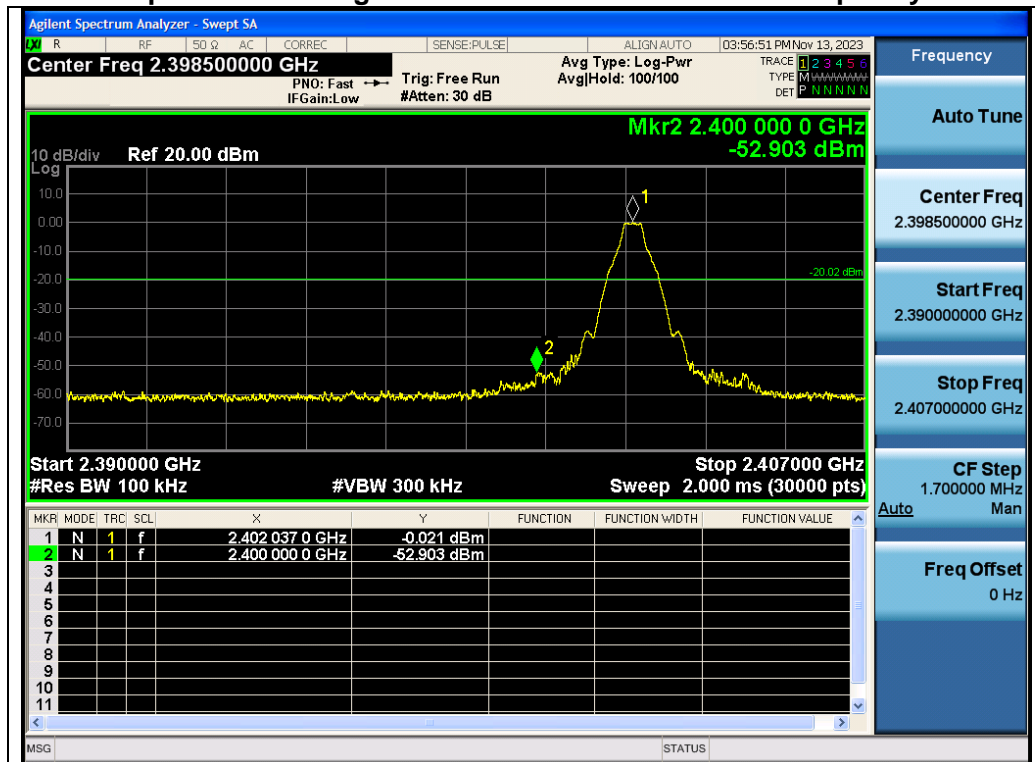 Agilent Spectrum Analyzer - Swept SA
LXI R RF 50 Ω AC CORREC SENSE:PULSE ALIGN AUTO 03:56:51 PM Nov 13, 2023
Center Freq 2.398500000 GHz
PNO: Fast
IFGain:Low
Trig: Free Run
#Atten: 30 dB
Avg Type: Log-Pwr
Avg|Hold: 100/100
TRACE 1 2 3 4 5 6
TYPE M W W W W W
DET P N N N N N
Mkr2 2.400 000 0 GHz
-52.903 dBm
10 dB/div Ref 20.00 dBm
Log
10.0
0.00
-10.0
-20.0
-30.0
-40.0
-50.0
-60.0
-70.0
1
-20.02 dBm
2
Start 2.390000 GHz Stop 2.407000 GHz
#Res BW 100 kHz #VBW 300 kHz Sweep 2.000 ms (30000 pts)
MKR MODE TRC SCL X Y FUNCTION FUNCTION WIDTH FUNCTION VALUE
1 N 1 f 2.402 037 0 GHz -0.021 dBm
2 N 1 f 2.400 000 0 GHz -52.903 dBm
3
4
5
6
7
8
9
10
11
MSG STATUS
Frequency
Auto Tune
Center Freq
2.398500000 GHz
Start Freq
2.390000000 GHz
Stop Freq
2.407000000 GHz
CF Step
1.700000 MHz
Auto Man
Freq Offset
0 Hz